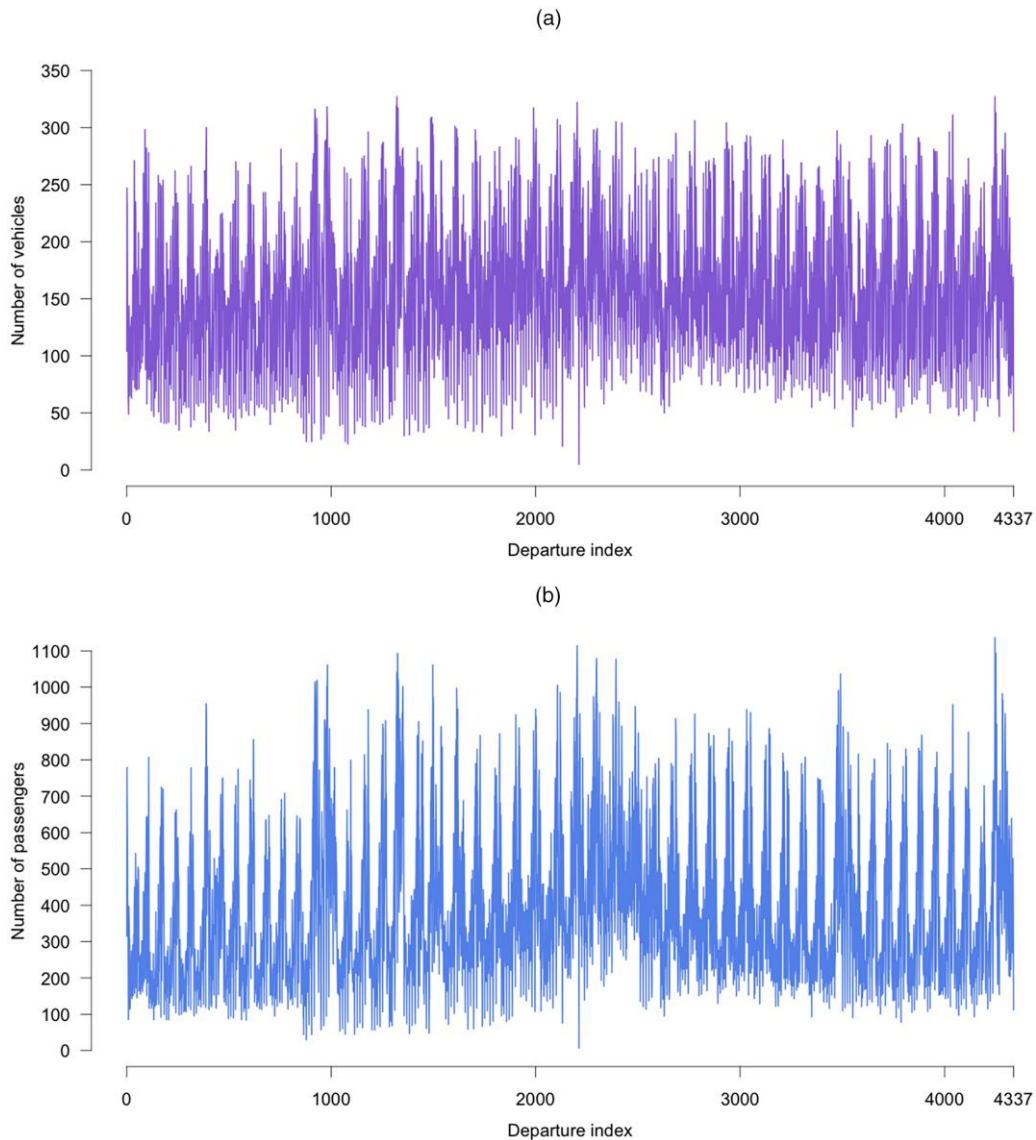 (a)
350
300
250
200
150
100
50
0
Number of vehicles
0 1000 2000 3000 4000 4337
Departure index
(b)
1100
1000
900
800
700
600
500
400
300
200
100
0
Number of passengers
0 1000 2000 3000 4000 4337
Departure index